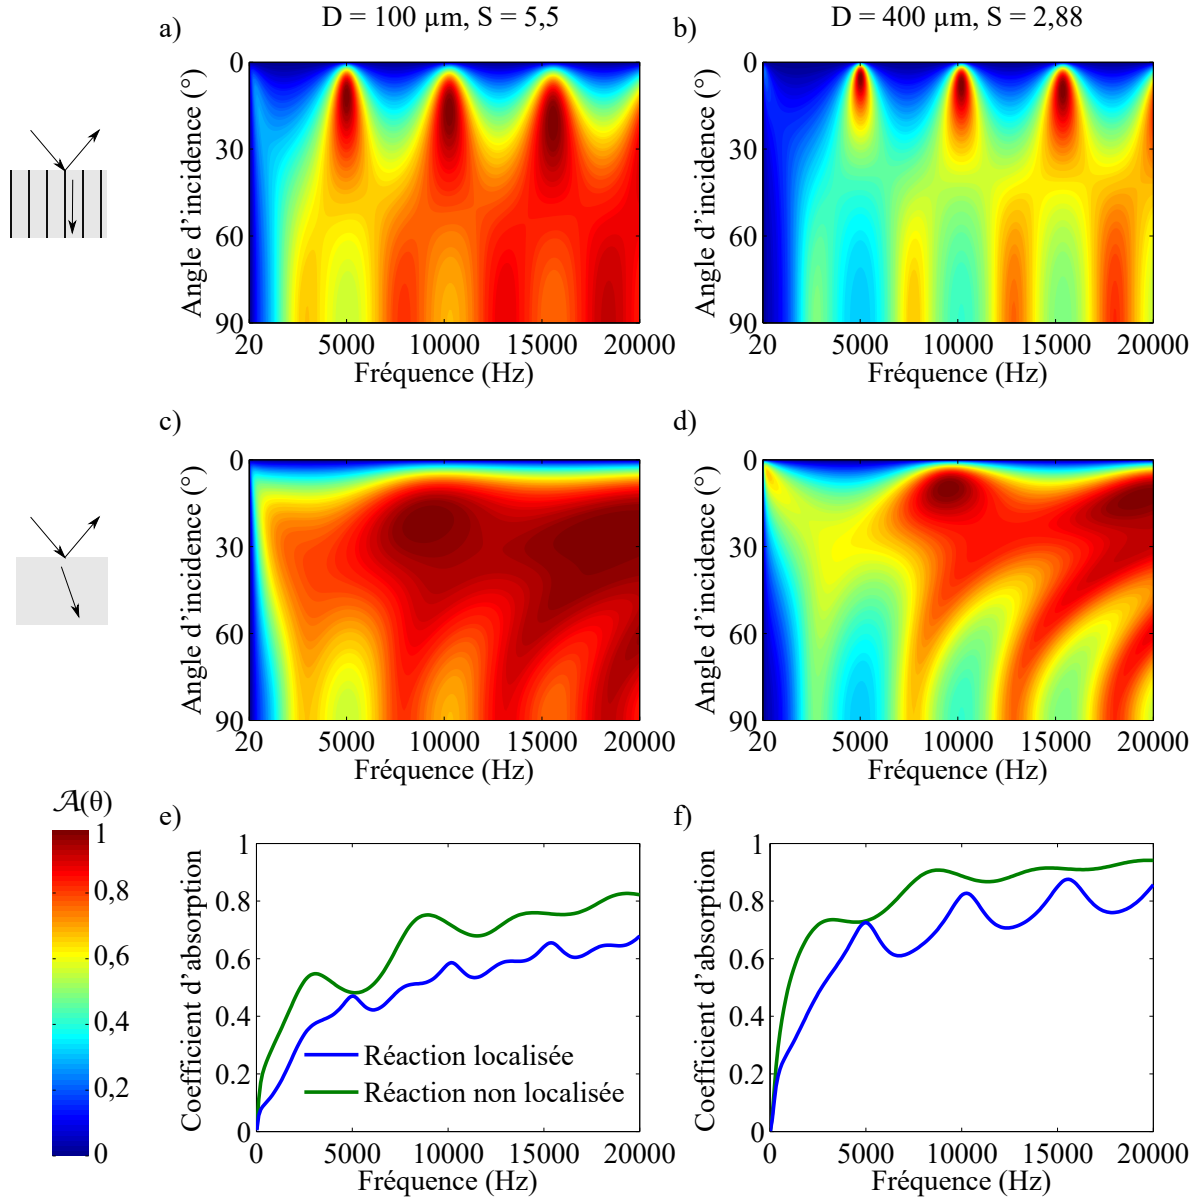 D = 100 µm, S = 5,5
D = 400 µm, S = 2,88
a)
b)
Angle d’incidence (°)
0
30
60
90
20
5000
10000
15000
20000
Fréquence (Hz)
Angle d’incidence (°)
0
30
60
90
20
5000
10000
15000
20000
Fréquence (Hz)
c)
d)
Angle d’incidence (°)
0
30
60
90
20
5000
10000
15000
20000
Fréquence (Hz)
Angle d’incidence (°)
0
30
60
90
20
5000
10000
15000
20000
Fréquence (Hz)
𝒜(θ)
1
0,8
0,6
0,4
0,2
0
e)
f)
Coefficient d’absorption
1
0.8
0.6
0.4
0.2
0
Réaction localisée
Réaction non localisée
0
5000
10000
15000
20000
Fréquence (Hz)
Coefficient d’absorption
1
0.8
0.6
0.4
0.2
0
0
5000
10000
15000
20000
Fréquence (Hz)